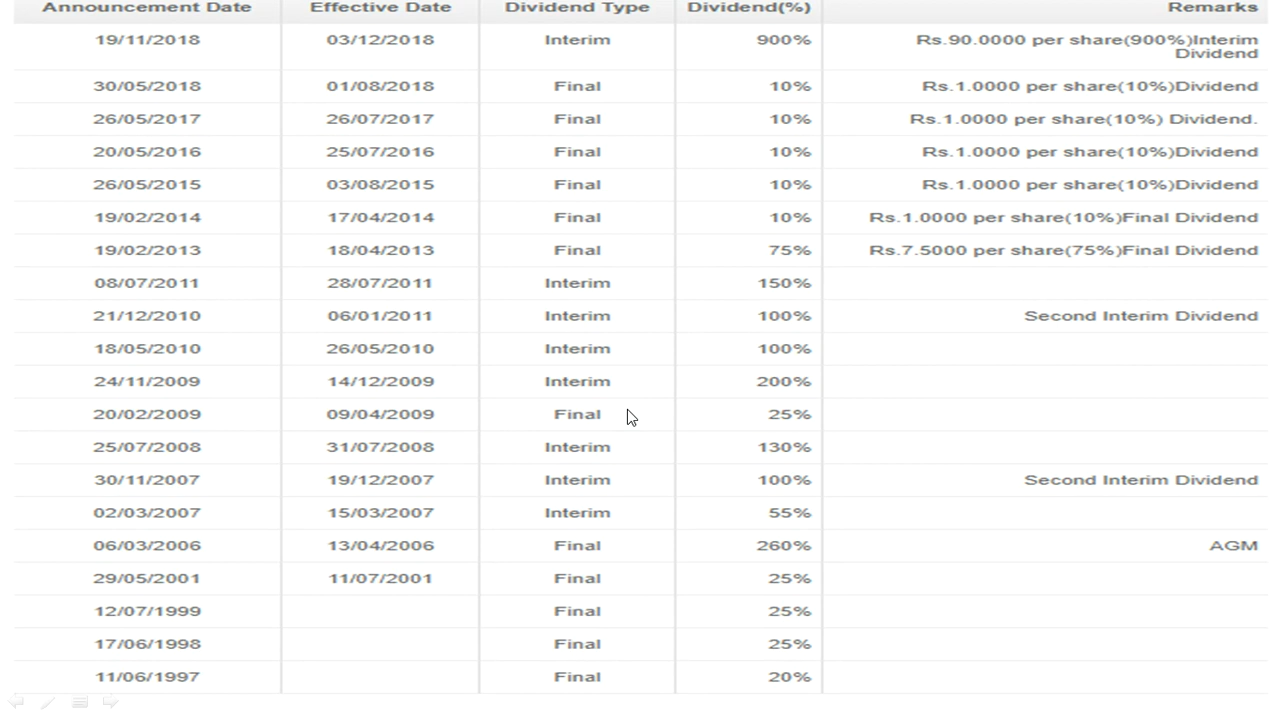 Announcement Date Effective Date Dividend Type Dividend(%) Remarks
19/11/2018 03/12/2018 Interim 900% Rs.90.0000 per share(900%)Interim
Dividend
30/05/2018 01/08/2018 Final 10% Rs.1.0000 per share(10%)Dividend
26/05/2017 26/07/2017 Final 10% Rs.1.0000 per share(10%) Dividend.
20/05/2016 25/07/2016 Final 10% Rs.1.0000 per share(10%)Dividend
26/05/2015 03/08/2015 Final 10% Rs.1.0000 per share(10%)Dividend
19/02/2014 17/04/2014 Final 10% Rs.1.0000 per share(10%)Final Dividend
19/02/2013 18/04/2013 Final 75% Rs.7.5000 per share(75%)Final Dividend
08/07/2011 28/07/2011 Interim 150%
21/12/2010 06/01/2011 Interim 100% Second Interim Dividend
18/05/2010 26/05/2010 Interim 100%
24/11/2009 14/12/2009 Interim 200%
20/02/2009 09/04/2009 Final 25%
25/07/2008 31/07/2008 Interim 130%
30/11/2007 19/12/2007 Interim 100% Second Interim Dividend
02/03/2007 15/03/2007 Interim 55%
06/03/2006 13/04/2006 Final 260% AGM
29/05/2001 11/07/2001 Final 25%
12/07/1999 Final 25%
17/06/1998 Final 25%
11/06/1997 Final 20%